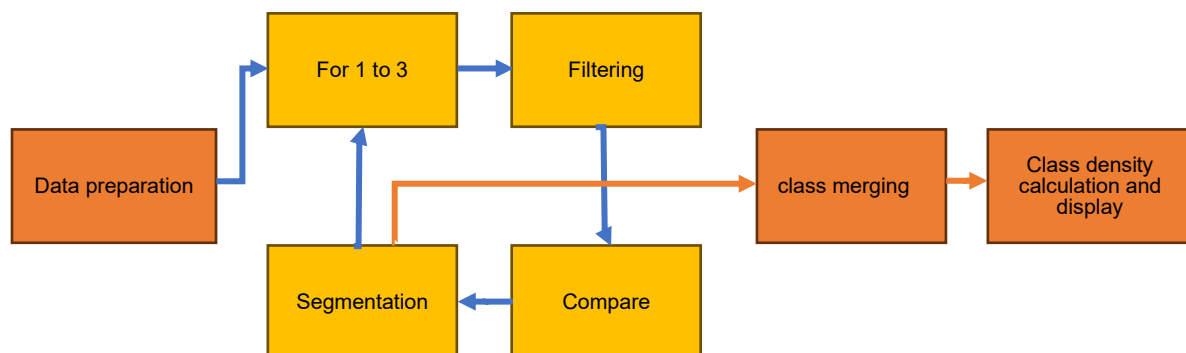 For 1 to 3
Filtering
Data preparation
class merging
Class density
calculation and
display
Segmentation
Compare